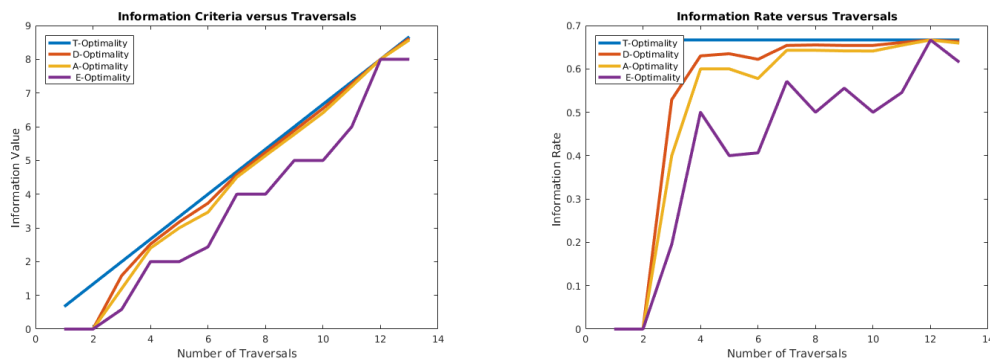 Information Criteria versus Traversals
9
8
7
6
5
4
3
2
1
0
T-Optimality
D-Optimality
A-Optimality
E-Optimality
Information Value
0 2 4 6 8 10 12 14
Number of Traversals
Information Rate versus Traversals
0.7
0.6
0.5
0.4
0.3
0.2
0.1
0
T-Optimality
D-Optimality
A-Optimality
E-Optimality
Information Rate
0 2 4 6 8 10 12 14
Number of Traversals